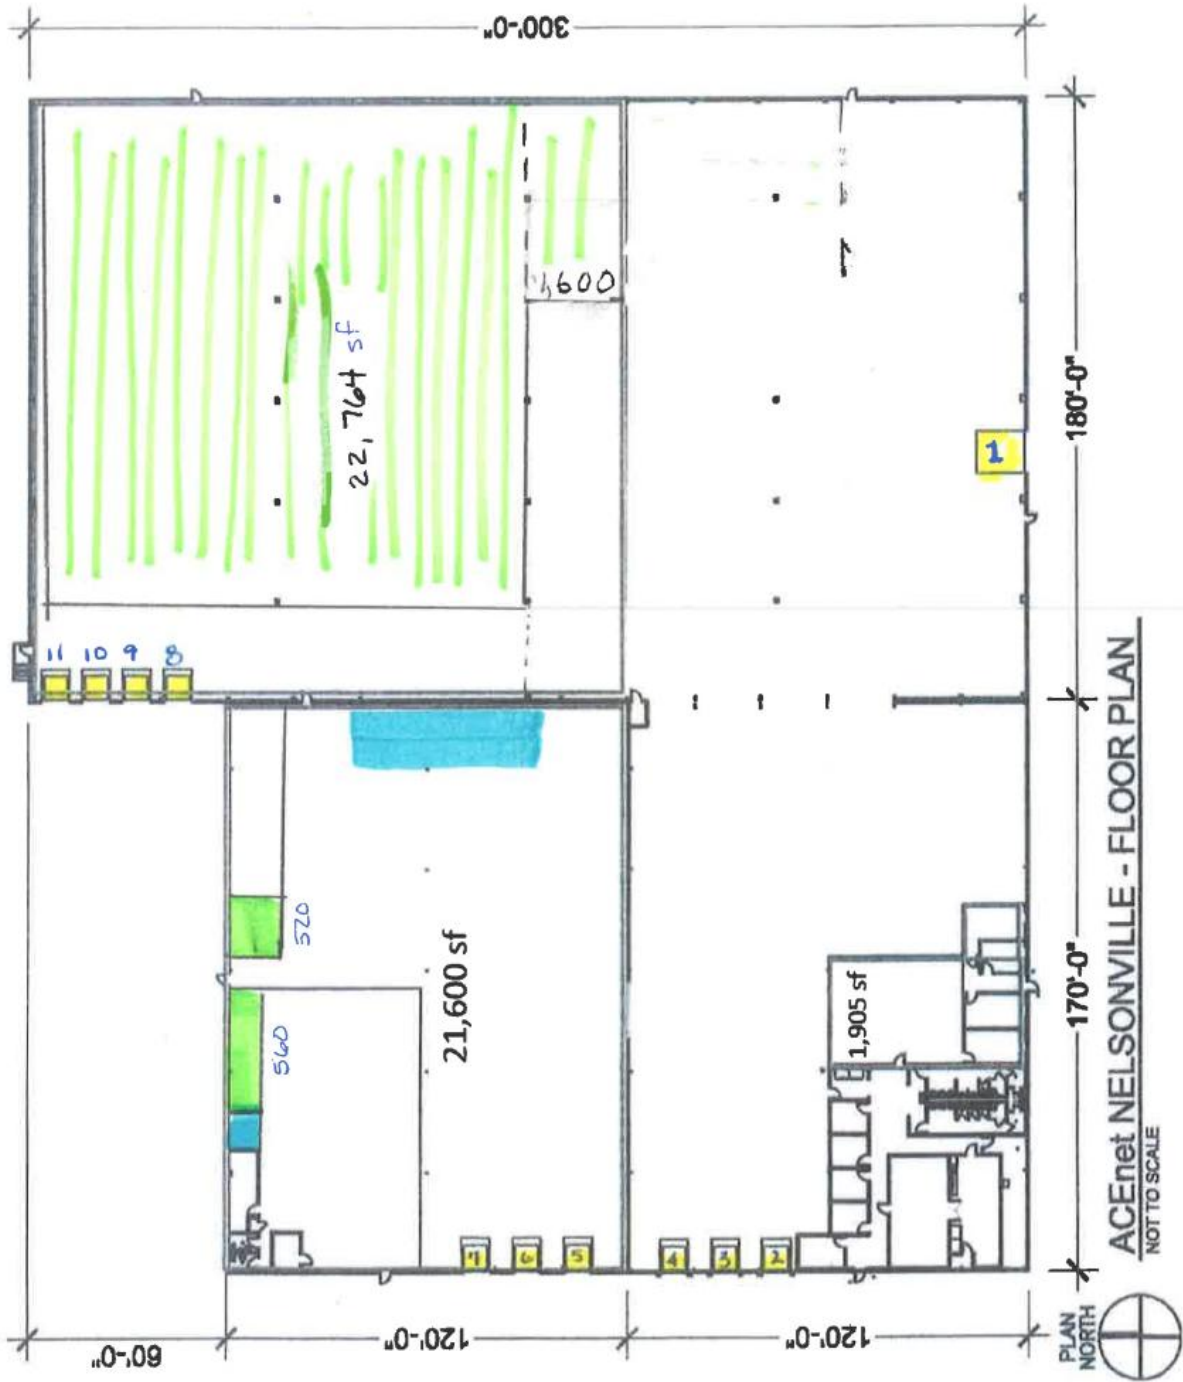 300'-0"
11 10 9 8
22,764 sf
1,600
520
560
21,600 sf
1
180'-0"
1,905 sf
170'-0"
7 6 5 4 3 2
60'-0"
120'-0"
120'-0"
PLAN
NORTH
ACEnet NELSONVILLE - FLOOR PLAN
NOT TO SCALE